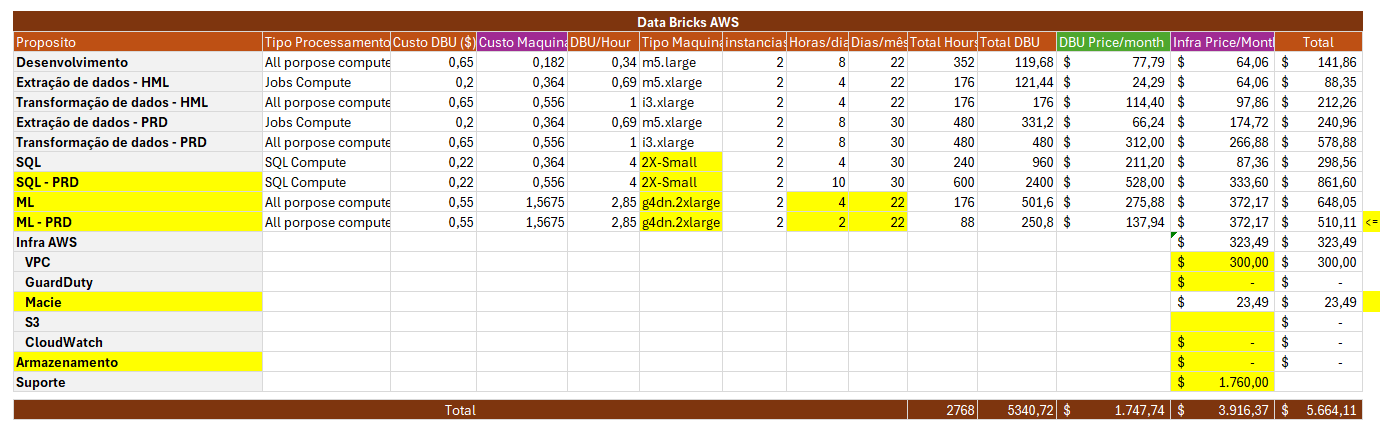 Data Bricks AWS
Proposito Tipo Processamento Custo DBU ($) Custo Maquina DBU/Hour Tipo Maquina instancias Horas/dia Dias/mês Total Hours Total DBU DBU Price/month Infra Price/Mont Total
Desenvolvimento All porpose compute 0,65 0,182 0,34 m5.large 2 8 22 352 119,68 $ 77,79 $ 64,06 $ 141,86
Extração de dados - HML Jobs Compute 0,2 0,364 0,69 m5.xlarge 2 4 22 176 121,44 $ 24,29 $ 64,06 $ 88,35
Transformação de dados - HML All porpose compute 0,65 0,556 1 i3.xlarge 2 4 22 176 176 $ 114,40 $ 97,86 $ 212,26
Extração de dados - PRD Jobs Compute 0,2 0,364 0,69 m5.xlarge 2 8 30 480 331,2 $ 66,24 $ 174,72 $ 240,96
Transformação de dados - PRD All porpose compute 0,65 0,556 1 i3.xlarge 2 8 30 480 480 $ 312,00 $ 266,88 $ 578,88
SQL SQL Compute 0,22 0,364 4 2X-Small 2 4 30 240 960 $ 211,20 $ 87,36 $ 298,56
SQL - PRD SQL Compute 0,22 0,556 4 2X-Small 2 10 30 600 2400 $ 528,00 $ 333,60 $ 861,60
ML All porpose compute 0,55 1,5675 2,85 g4dn.2xlarge 2 4 22 176 501,6 $ 275,88 $ 372,17 $ 648,05
ML - PRD All porpose compute 0,55 1,5675 2,85 g4dn.2xlarge 2 2 22 88 250,8 $ 137,94 $ 372,17 $ 510,11 <=
Infra AWS $ 323,49 $ 323,49
VPC $ 300,00 $ 300,00
GuardDuty $ - $ -
Macie $ 23,49 $ 23,49
S3 $ -
CloudWatch $ - $ -
Armazenamento $ - $ -
Suporte $ 1.760,00
Total 2768 5340,72 $ 1.747,74 $ 3.916,37 $ 5.664,11